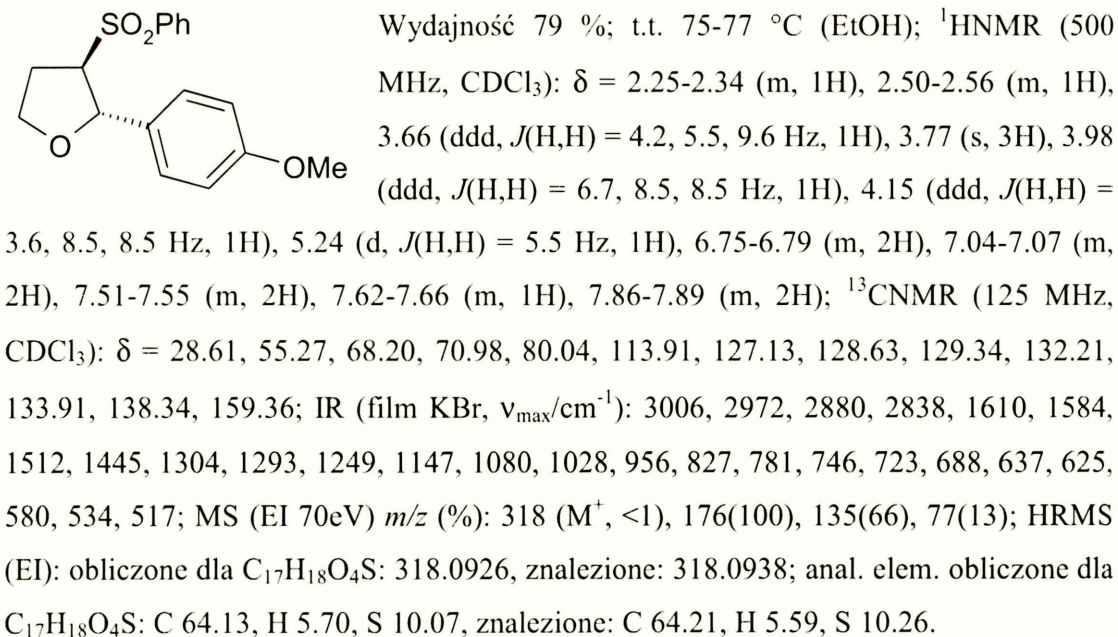 SO₂Ph
O
OMe
Wydajność 79 %; t.t. 75-77 °C (EtOH); ¹HNMR (500
MHz, CDCl₃): δ = 2.25-2.34 (m, 1H), 2.50-2.56 (m, 1H),
3.66 (ddd, J(H,H) = 4.2, 5.5, 9.6 Hz, 1H), 3.77 (s, 3H), 3.98
(ddd, J(H,H) = 6.7, 8.5, 8.5 Hz, 1H), 4.15 (ddd, J(H,H) =
3.6, 8.5, 8.5 Hz, 1H), 5.24 (d, J(H,H) = 5.5 Hz, 1H), 6.75-6.79 (m, 2H), 7.04-7.07 (m,
2H), 7.51-7.55 (m, 2H), 7.62-7.66 (m, 1H), 7.86-7.89 (m, 2H); ¹³CNMR (125 MHz,
CDCl₃): δ = 28.61, 55.27, 68.20, 70.98, 80.04, 113.91, 127.13, 128.63, 129.34, 132.21,
133.91, 138.34, 159.36; IR (film KBr, νₘₐₓ/cm⁻¹): 3006, 2972, 2880, 2838, 1610, 1584,
1512, 1445, 1304, 1293, 1249, 1147, 1080, 1028, 956, 827, 781, 746, 723, 688, 637, 625,
580, 534, 517; MS (EI 70eV) m/z (%): 318 (M⁺, <1), 176(100), 135(66), 77(13); HRMS
(EI): obliczone dla C₁₇H₁₈O₄S: 318.0926, znalezione: 318.0938; anal. elem. obliczone dla
C₁₇H₁₈O₄S: C 64.13, H 5.70, S 10.07, znalezione: C 64.21, H 5.59, S 10.26.